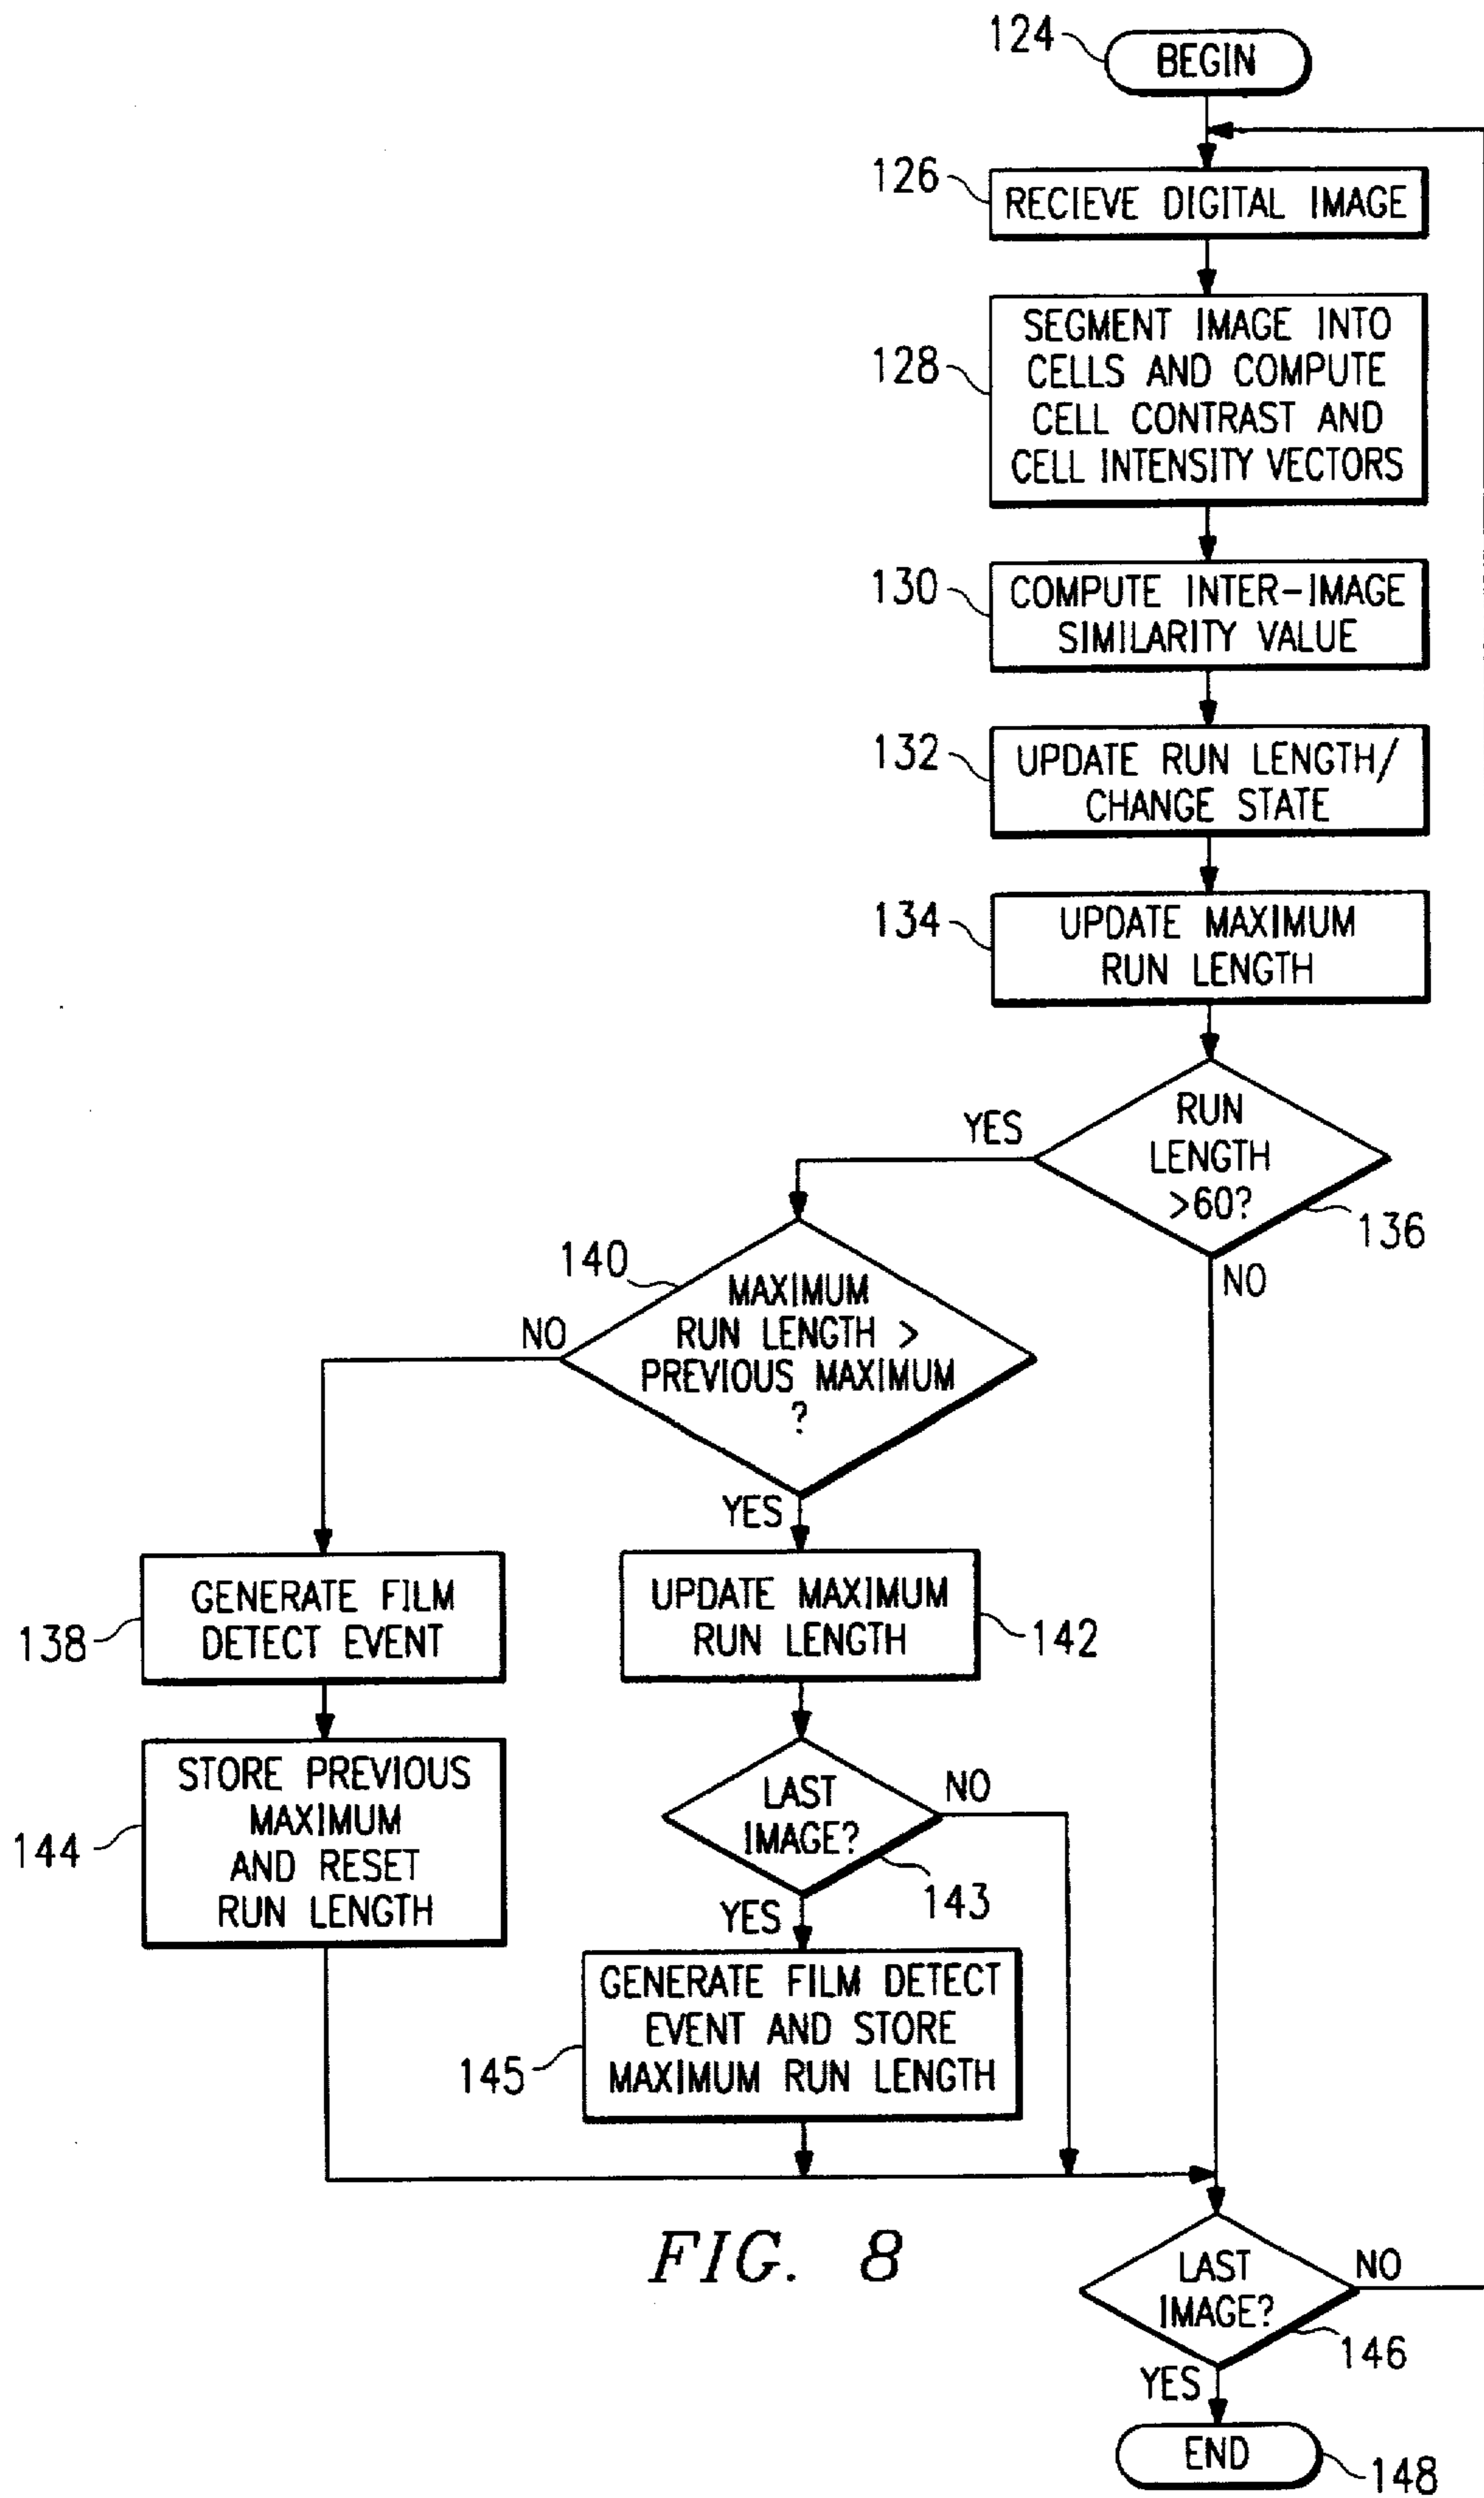 124
BEGIN
126
RECIEVE DIGITAL IMAGE
128
SEGMENT IMAGE INTO
CELLS AND COMPUTE
CELL CONTRAST AND
CELL INTENSITY VECTORS
130
COMPUTE INTER-IMAGE
SIMILARITY VALUE
132
UPDATE RUN LENGTH/
CHANGE STATE
134
UPDATE MAXIMUM
RUN LENGTH
RUN
LENGTH
>60?
136
YES
NO
140
MAXIMUM
RUN LENGTH >
PREVIOUS MAXIMUM
?
NO
YES
138
GENERATE FILM
DETECT EVENT
UPDATE MAXIMUM
RUN LENGTH
142
144
STORE PREVIOUS
MAXIMUM
AND RESET
RUN LENGTH
LAST
IMAGE?
NO
143
YES
145
GENERATE FILM DETECT
EVENT AND STORE
MAXIMUM RUN LENGTH
FIG. 8
LAST
IMAGE?
NO
146
YES
END
148